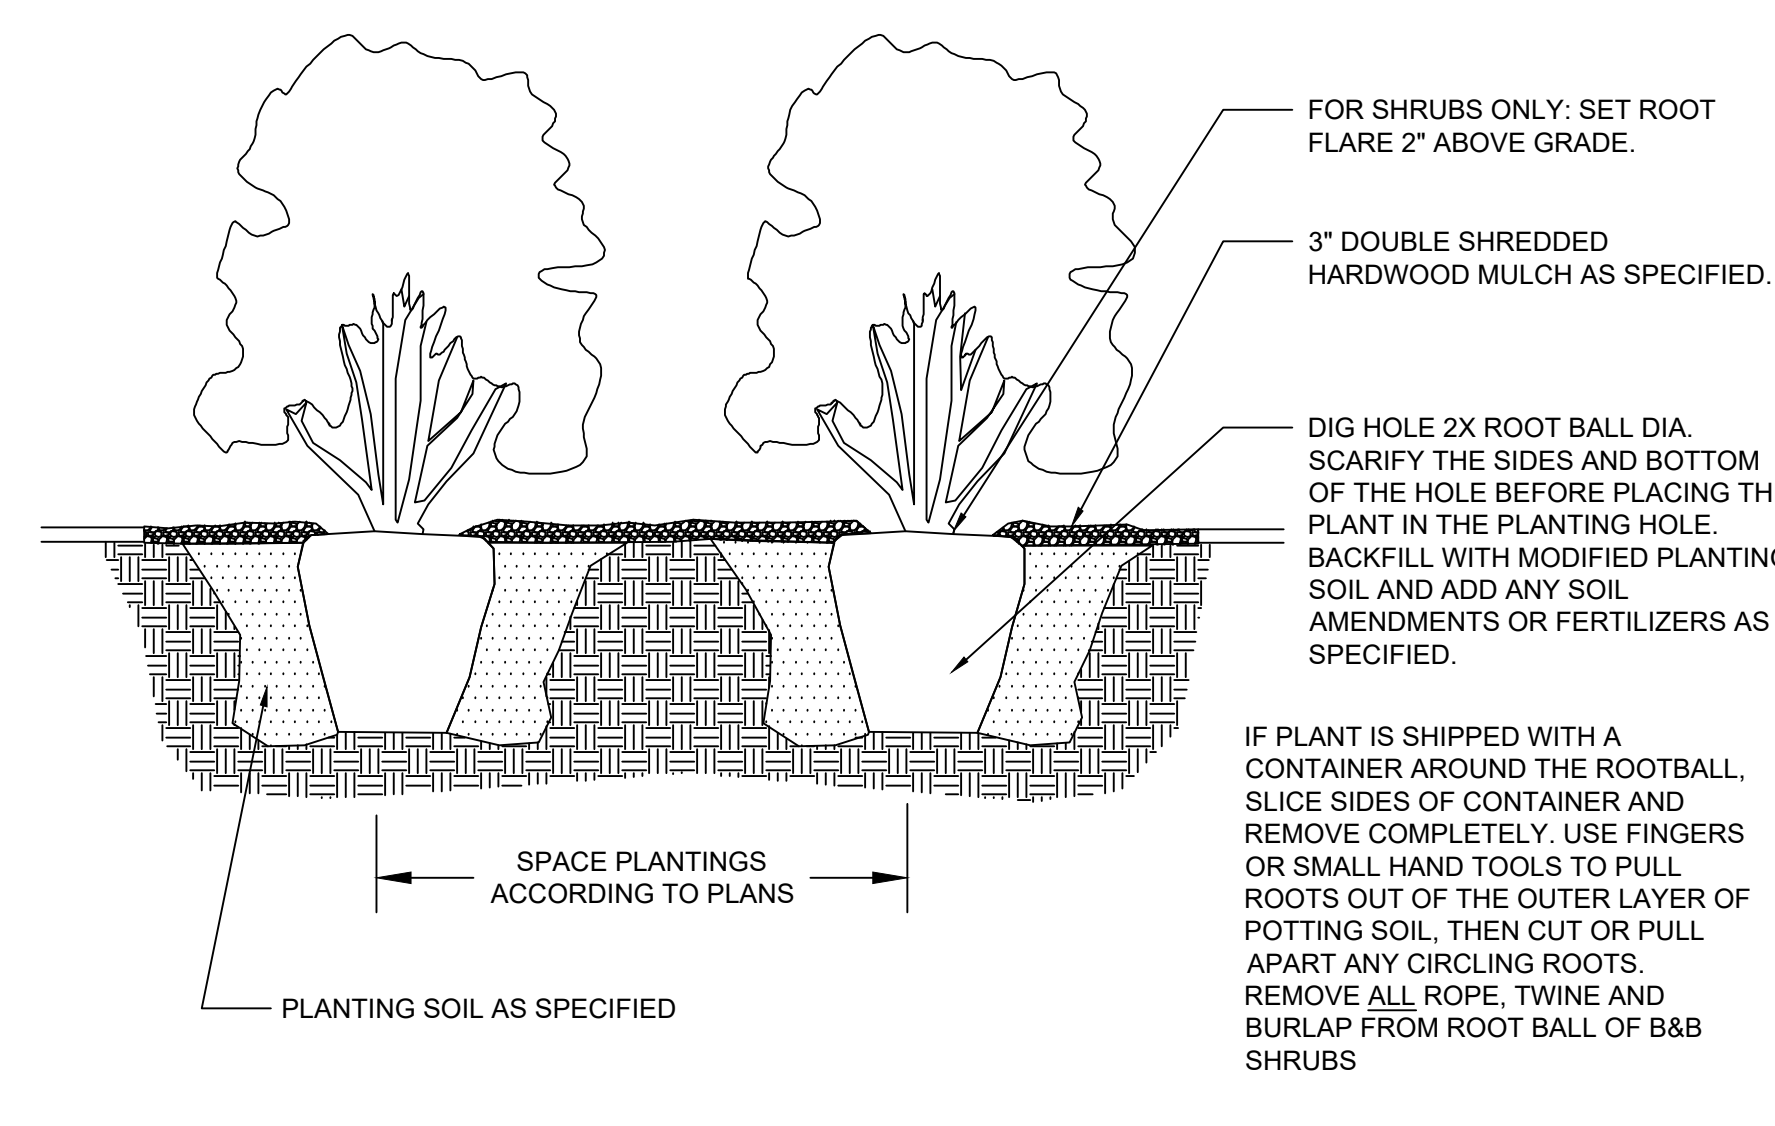 FOR SHRUBS ONLY: SET ROOT
FLARE 2" ABOVE GRADE.
3" DOUBLE SHREDDED
HARDWOOD MULCH AS SPECIFIED.
DIG HOLE 2X ROOT BALL DIA.
SCARIFY THE SIDES AND BOTTOM
OF THE HOLE BEFORE PLACING TH
PLANT IN THE PLANTING HOLE.
BACKFILL WITH MODIFIED PLANTING
SOIL AND ADD ANY SOIL
AMENDMENTS OR FERTILIZERS AS
SPECIFIED.
IF PLANT IS SHIPPED WITH A
CONTAINER AROUND THE ROOTBALL,
SLICE SIDES OF CONTAINER AND
REMOVE COMPLETELY. USE FINGERS
OR SMALL HAND TOOLS TO PULL
ROOTS OUT OF THE OUTER LAYER OF
POTTING SOIL, THEN CUT OR PULL
APART ANY CIRCLING ROOTS.
REMOVE ALL ROPE, TWINE AND
BURLAP FROM ROOT BALL OF B&B
SHRUBS
SPACE PLANTINGS
ACCORDING TO PLANS
PLANTING SOIL AS SPECIFIED